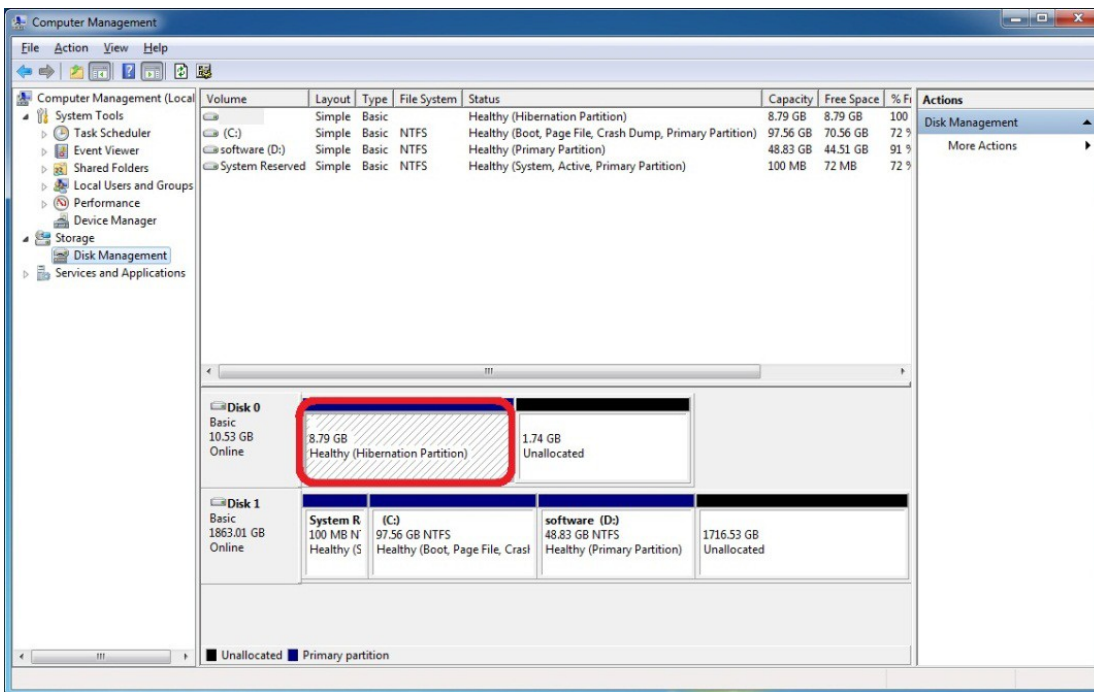 Computer Management
File Action View Help
Computer Management (Local
System Tools
Task Scheduler
Event Viewer
Shared Folders
Local Users and Groups
Performance
Device Manager
Storage
Disk Management
Services and Applications
Volume Layout Type File System Status Capacity Free Space % F
Simple Basic Healthy (Hibernation Partition) 8.79 GB 8.79 GB 100
(C:) Simple Basic NTFS Healthy (Boot, Page File, Crash Dump, Primary Partition) 97.56 GB 70.56 GB 72 %
software (D:) Simple Basic NTFS Healthy (Primary Partition) 48.83 GB 44.51 GB 91 %
System Reserved Simple Basic NTFS Healthy (System, Active, Primary Partition) 100 MB 72 MB 72 %
Actions
Disk Management
More Actions
Disk 0
Basic
10.53 GB
Online
8.79 GB
Healthy (Hibernation Partition)
1.74 GB
Unallocated
Disk 1
Basic
1863.01 GB
Online
System R
100 MB N
Healthy (S
(C:)
97.56 GB NTFS
Healthy (Boot, Page File, Crasl
software (D:)
48.83 GB NTFS
Healthy (Primary Partition)
1716.53 GB
Unallocated
Unallocated Primary partition